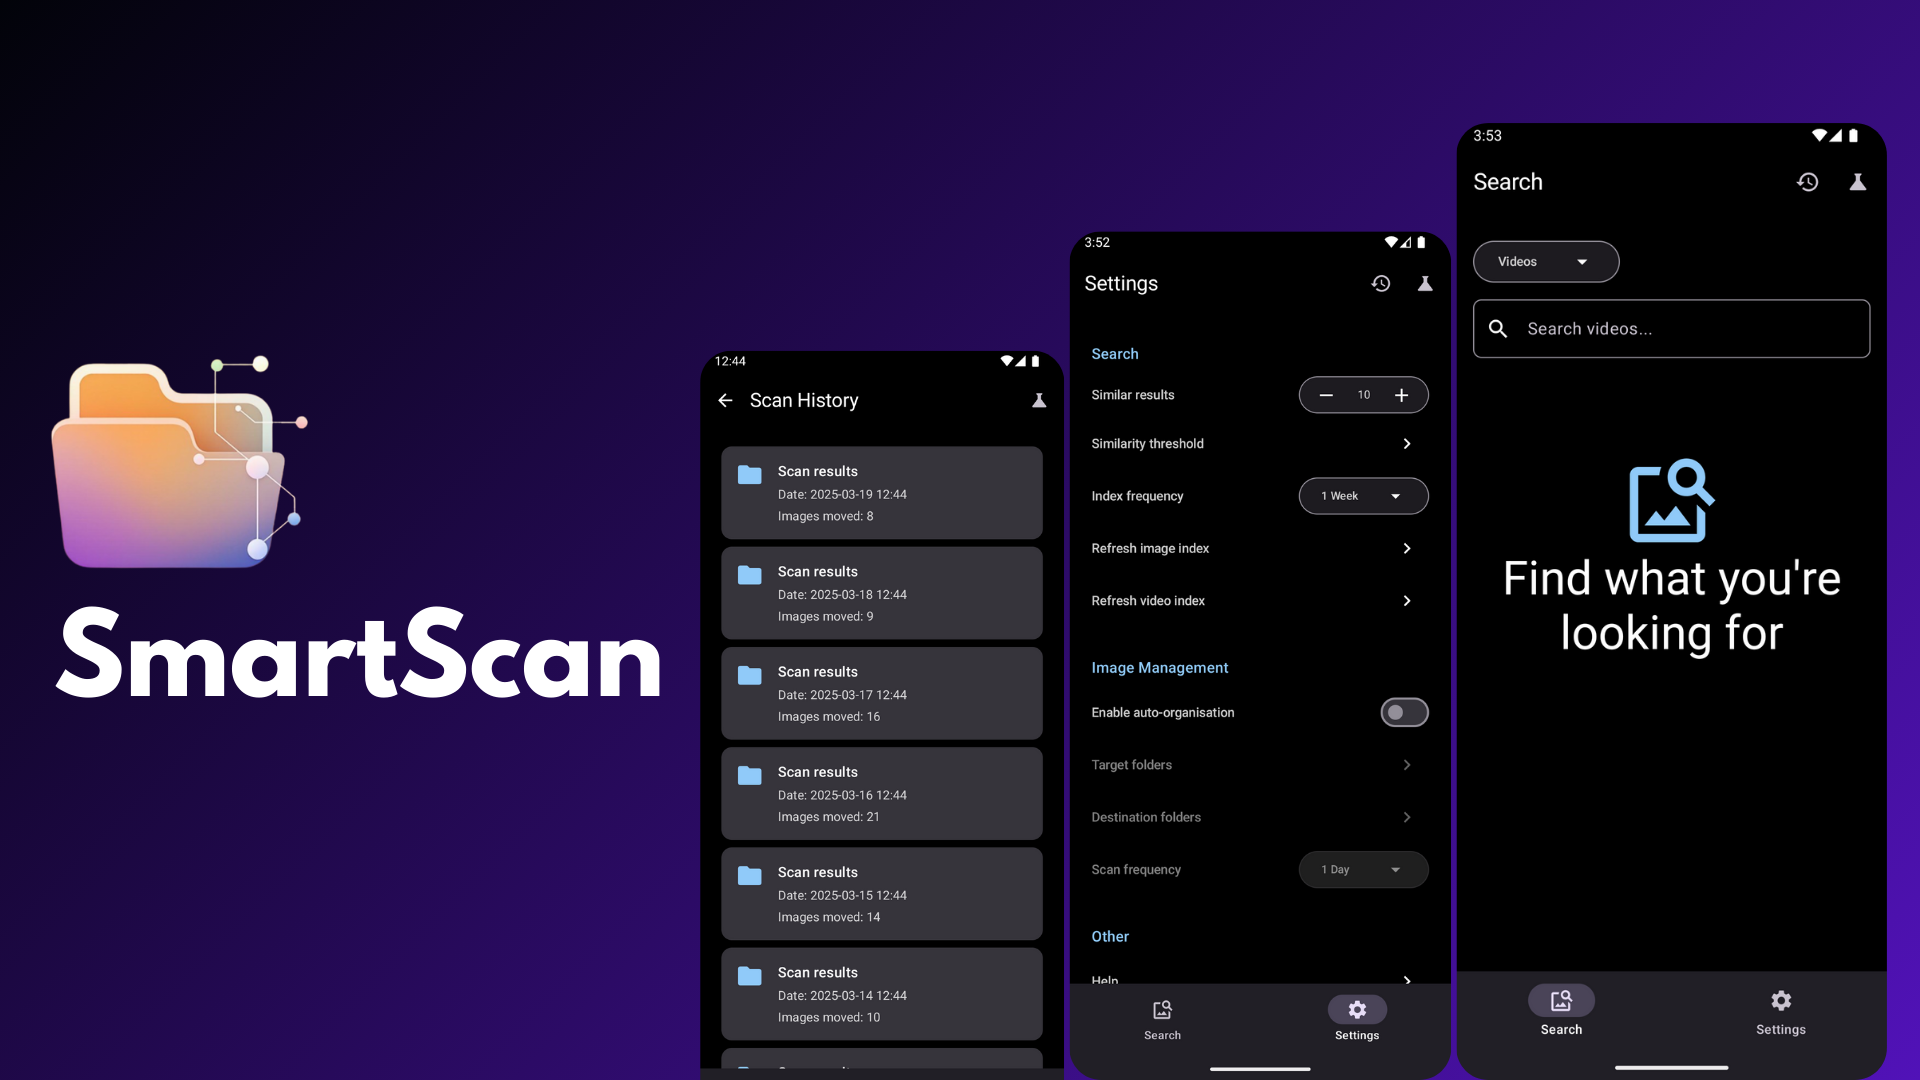 SmartScan
12:44
Scan History
Scan results
Date: 2025-03-19 12:44
Images moved: 8
Scan results
Date: 2025-03-18 12:44
Images moved: 9
Scan results
Date: 2025-03-17 12:44
Images moved: 16
Scan results
Date: 2025-03-16 12:44
Images moved: 21
Scan results
Date: 2025-03-15 12:44
Images moved: 14
Scan results
Date: 2025-03-14 12:44
Images moved: 10
3:52
Settings
Search
Similar results
10
Similarity threshold
Index frequency
1 Week
Refresh image index
Refresh video index
Image Management
Enable auto-organisation
Target folders
Destination folders
Scan frequency
1 Day
Other
Help
Search
Settings
3:53
Search
Videos
Search videos...
Find what you're
looking for
Search
Settings